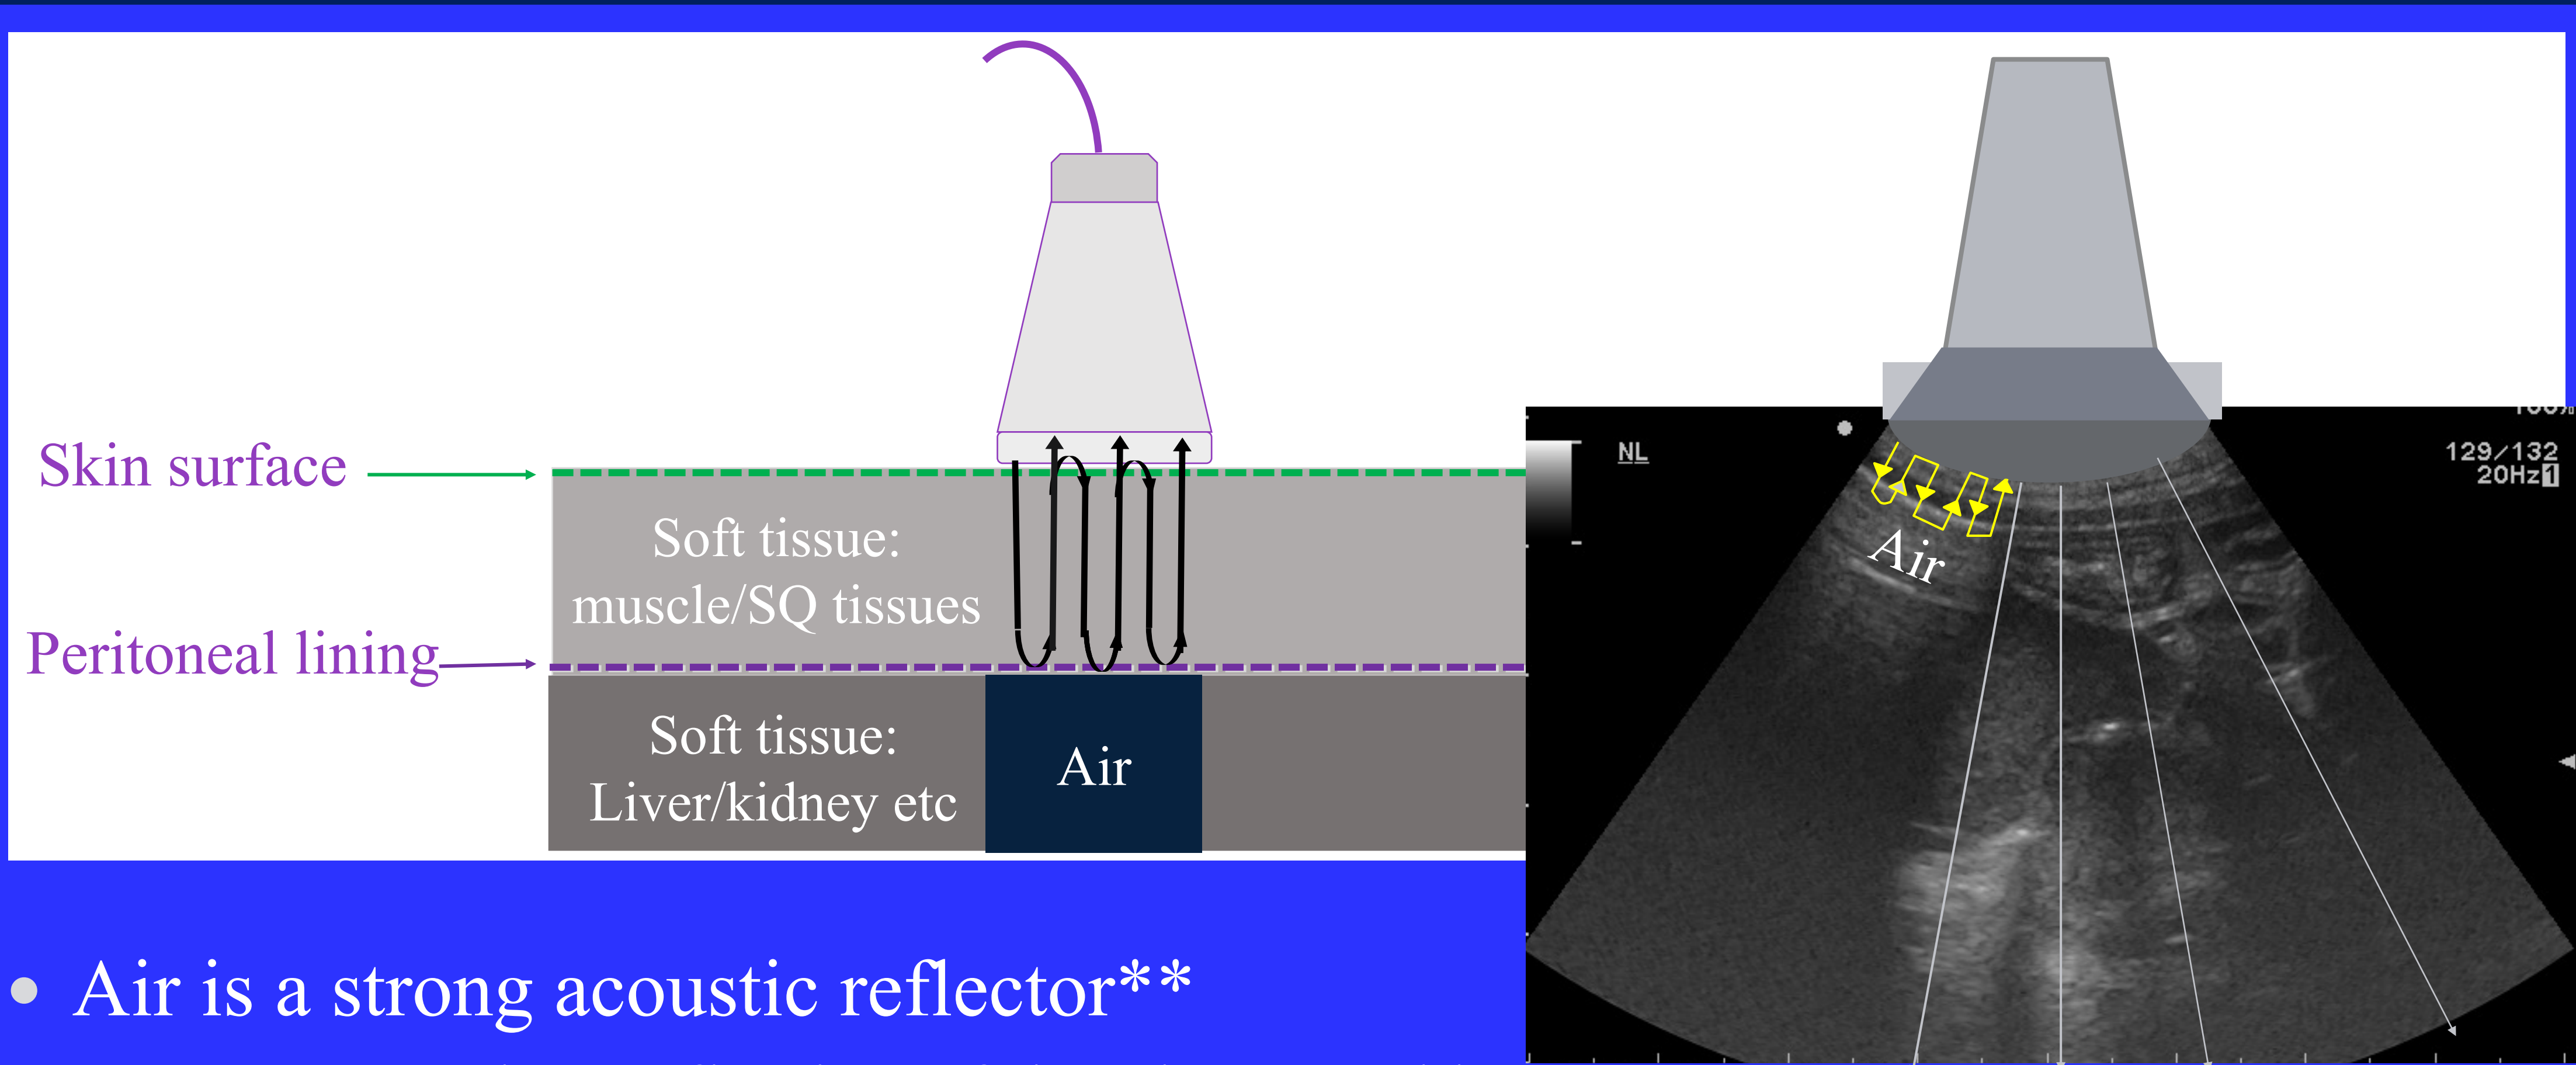 Skin surface
Soft tissue:
muscle/SQ tissues
Peritoneal lining
Soft tissue:
Liver/kidney etc
Air
• Air is a strong acoustic reflector**
NL
129/132
20Hz1
Air